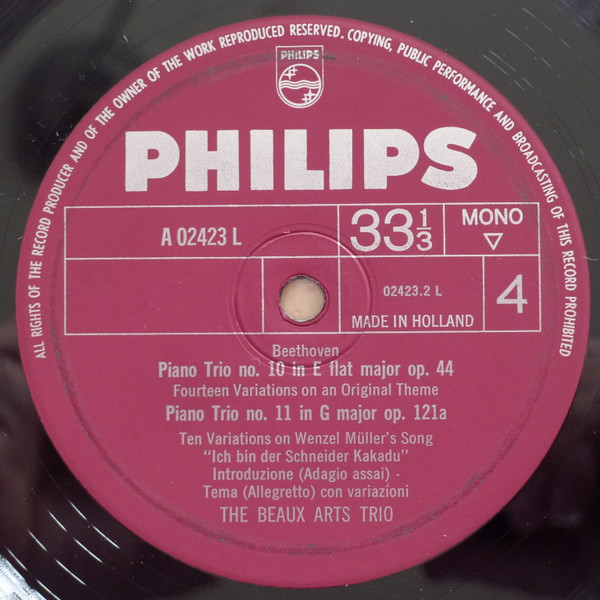 ALL RIGHTS OF THE RECORD PRODUCER AND OF THE OWNER OF THE WORK REPRODUCED RESERVED. COPYING, PUBLIC PERFORMANCE AND BROADCASTING OF THIS RECORD PROHIBITED
PHILIPS
PHILIPS
A 02423 L
33⅓
MONO
▽
02423.2 L
4
MADE IN HOLLAND
Beethoven
Piano Trio no. 10 in E flat major op. 44
Fourteen Variations on an Original Theme
Piano Trio no. 11 in G major op. 121a
Ten Variations on Wenzel Müller's Song
"Ich bin der Schneider Kakadu"
Introduzione (Adagio assai) -
Tema (Allegretto) con variazioni
THE BEAUX ARTS TRIO